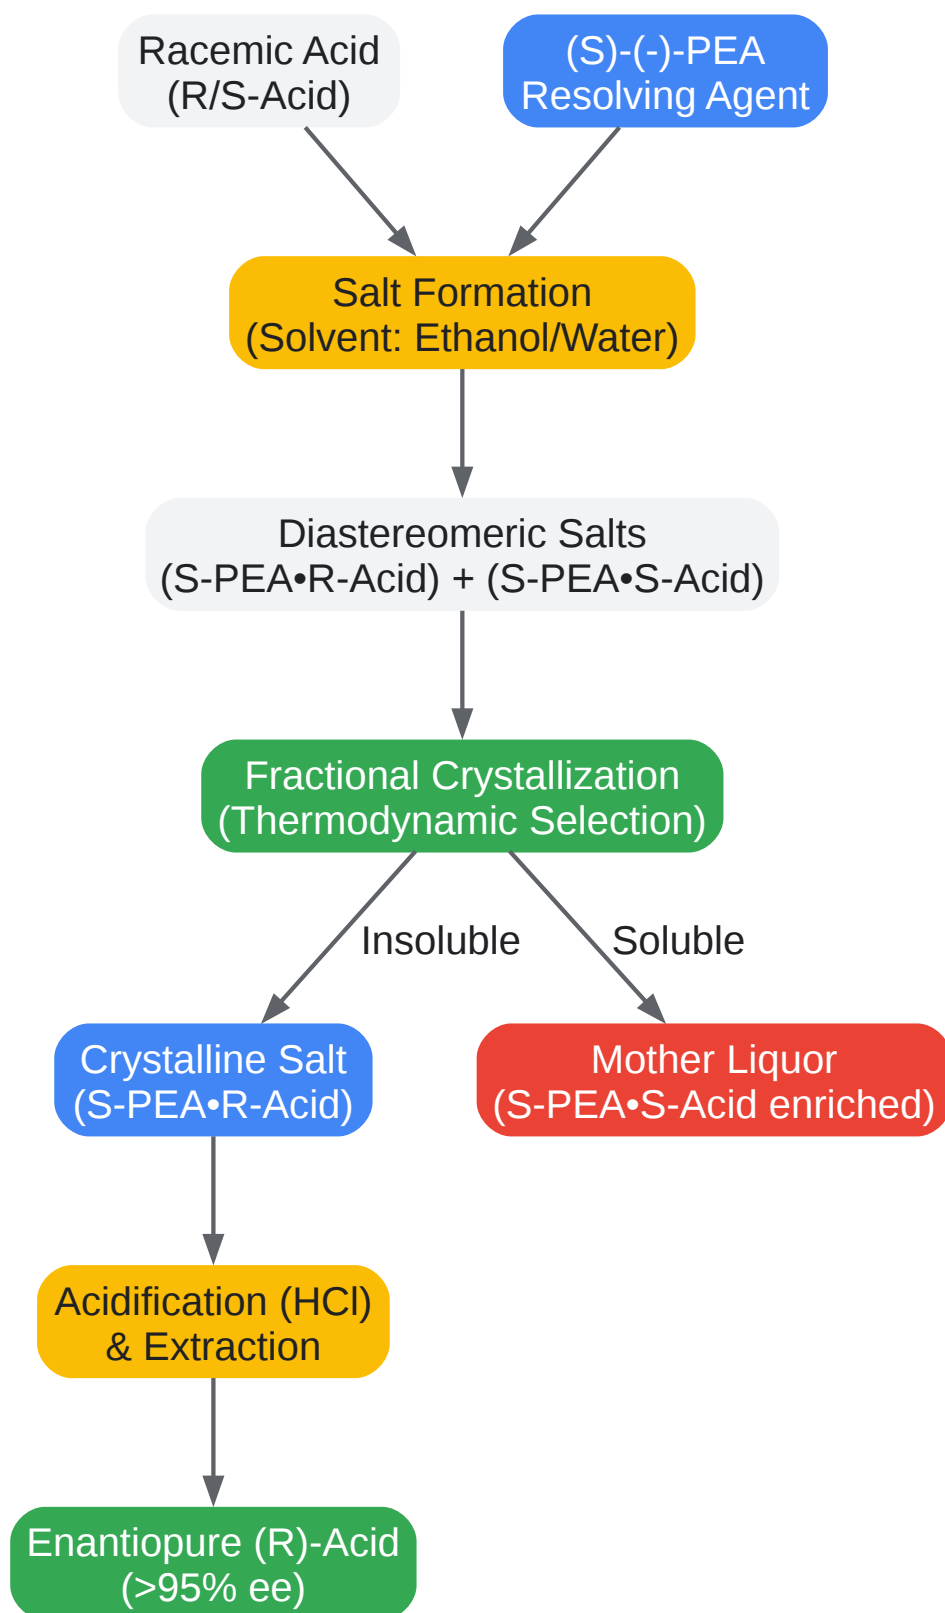 Racemic Acid
(R/S-Acid)
(S)-(-)-PEA
Resolving Agent
Salt Formation
(Solvent: Ethanol/Water)
Diastereomeric Salts
(S-PEA•R-Acid) + (S-PEA•S-Acid)
Fractional Crystallization
(Thermodynamic Selection)
Insoluble
Soluble
Crystalline Salt
(S-PEA•R-Acid)
Mother Liquor
(S-PEA•S-Acid enriched)
Acidification (HCl)
& Extraction
Enantiopure (R)-Acid
(>95% ee)